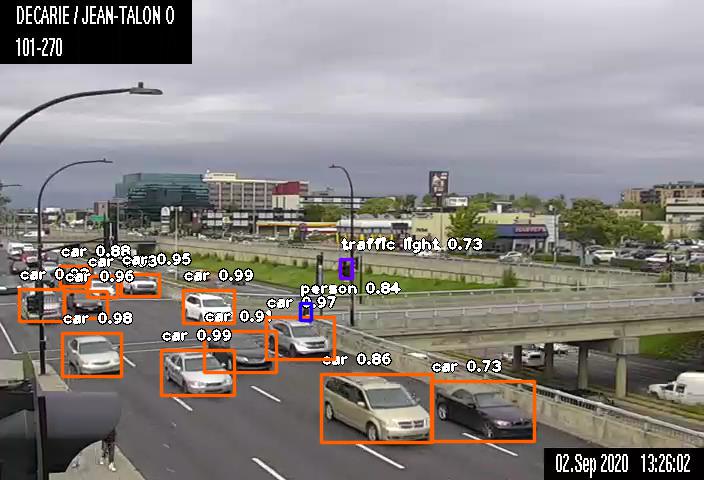 DECARIE / JEAN-TALON O
101-270
traffic light 0.73
car 0.88
car 0.95
car 0.96
car 0.99
person 0.84
car 0.97
car 0.98
car 0.99
car 0.86
car 0.73
02.Sep 2020 13:26:02